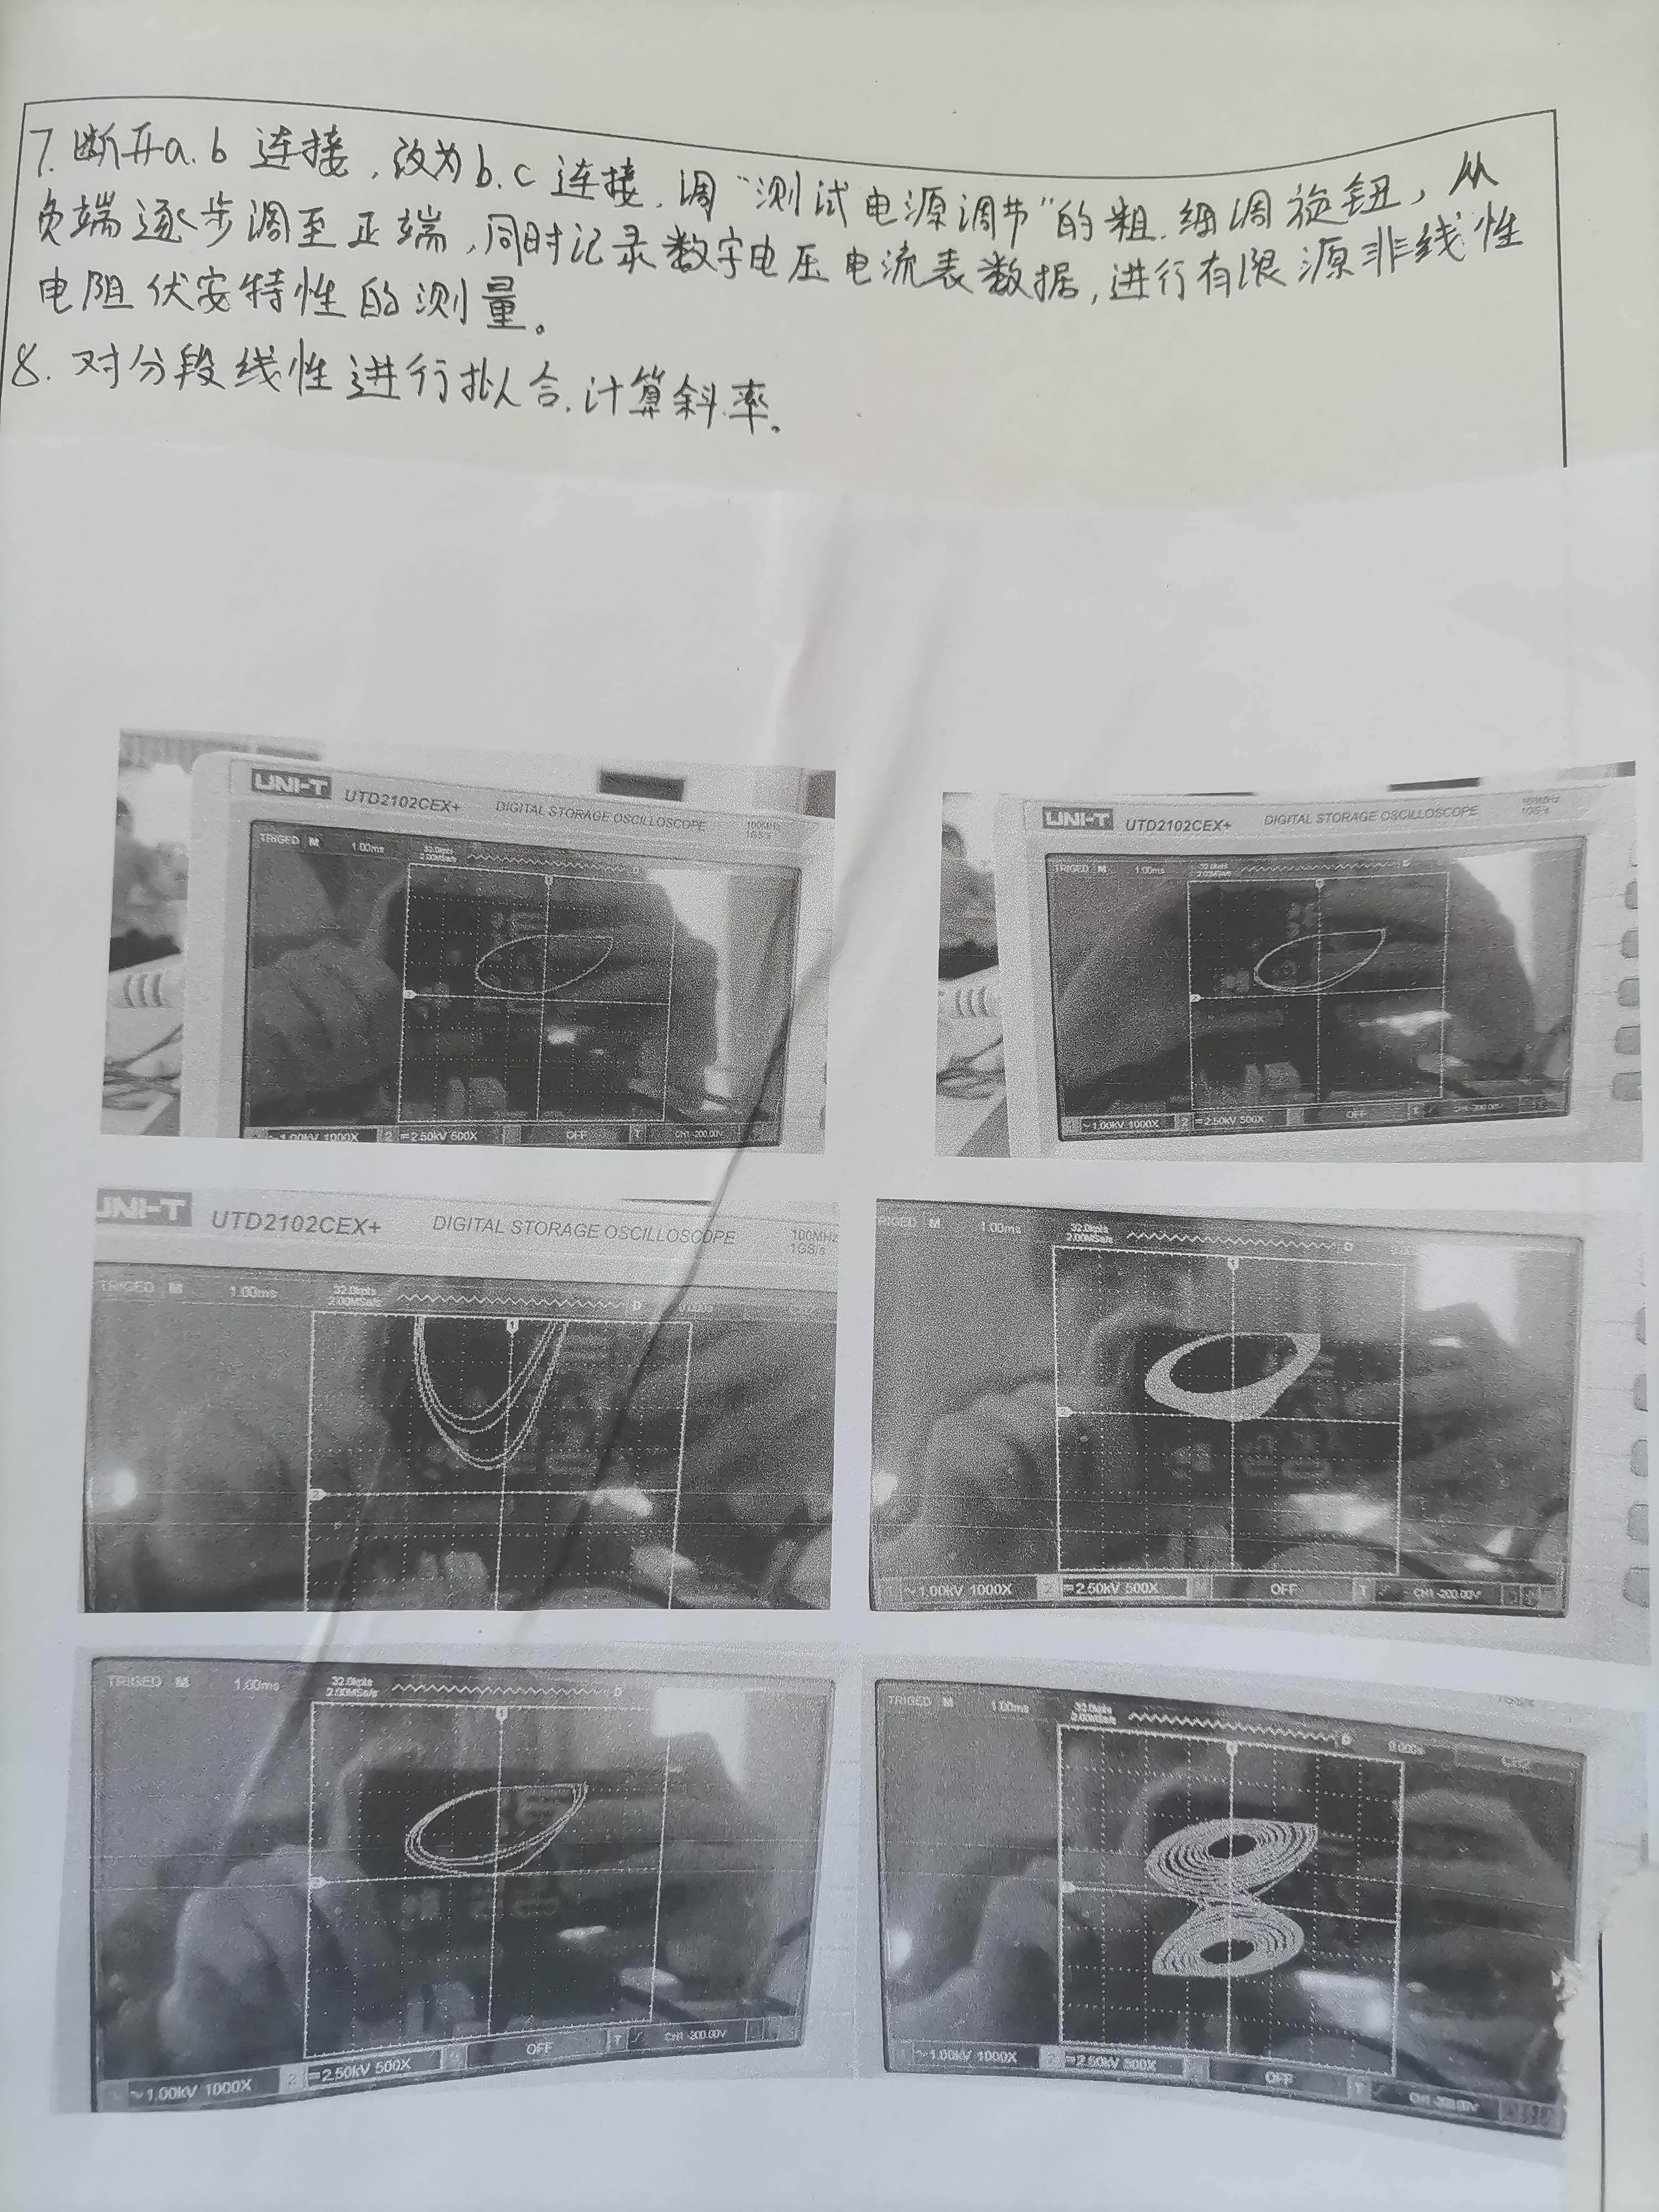 7. 断开a.b 连接，改为b.c 连接，调“测试电源调节”的粗.细调旋钮，从
负端逐步调至正端，同时记录数字电压电流表数据，进行有限源非线性
电阻伏安特性的测量。
8. 对分段线性进行拟合.计算斜率。
UNI-T UTD2102CEX+ DIGITAL STORAGE OSCILLOSCOPE 100MHz 1GS/s
TRIGED M 1.00ms 32.0kpts 2.00MSa/s
~1.00kV 1000X 2 =2.50kV 500X OFF T CH1 -200.00V
UNI-T UTD2102CEX+ DIGITAL STORAGE OSCILLOSCOPE 100MHz 1GS/s
TRIGED M 1.00ms 32.0kpts 2.00MSa/s
~1.00kV 1000X 2 =2.50kV 500X OFF
UNI-T UTD2102CEX+ DIGITAL STORAGE OSCILLOSCOPE 100MHz 1GS/s
TRIGED M 1.00ms 32.0kpts 2.00MSa/s
TRIGED M 1.00ms 32.0kpts 2.00MSa/s
~1.00kV 1000X =2.50kV 500X OFF T CH1 -200.00V
TRIGED M 1.00ms 32.0kpts 2.00MSa/s
~1.00kV 1000X 2 =2.50kV 500X OFF T CH1 -200.00V
TRIGED M 1.00ms 32.0kpts 2.00MSa/s 0.000s
~1.00kV 1000X =2.50kV 500X OFF T CH1 -200.00V